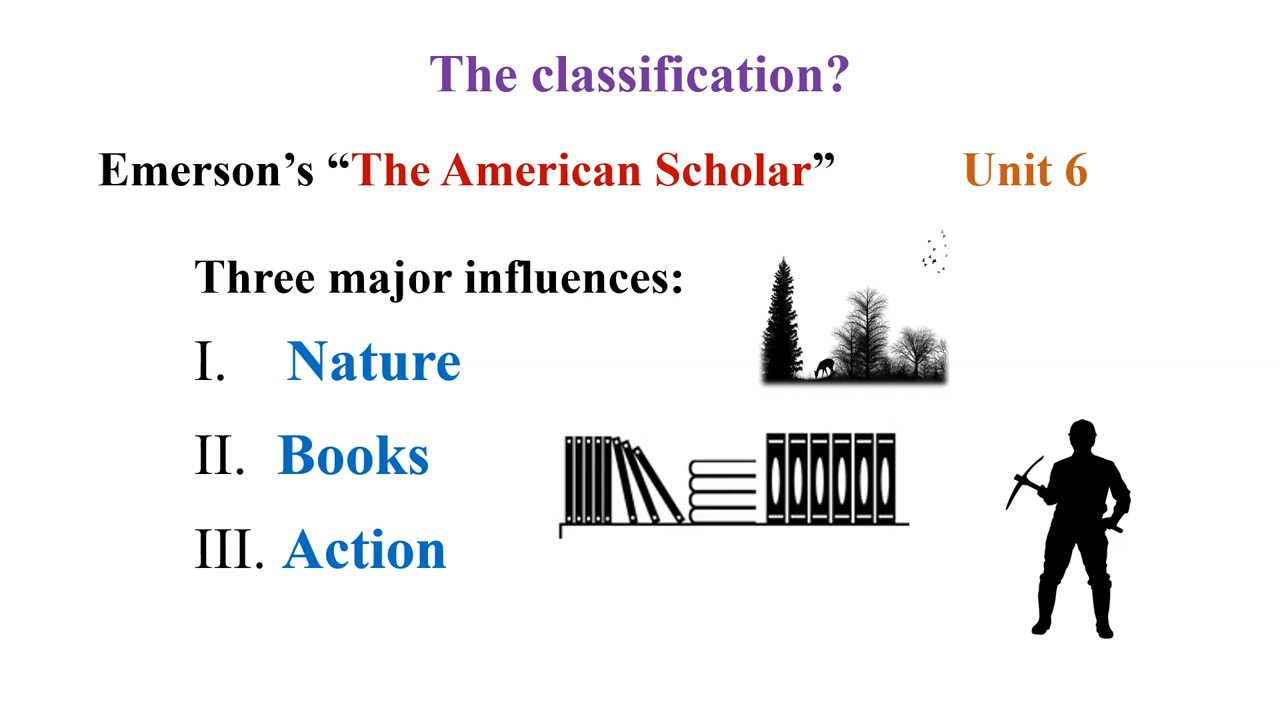 The classification?
Emerson’s “The American Scholar” Unit 6
Three major influences:
I. Nature
II. Books
III. Action